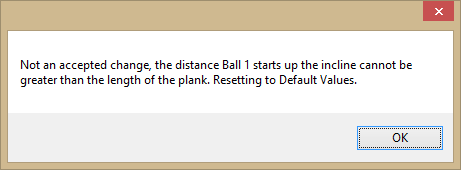 Not an accepted change, the distance Ball 1 starts up the incline cannot be
greater than the length of the plank. Resetting to Default Values.
OK